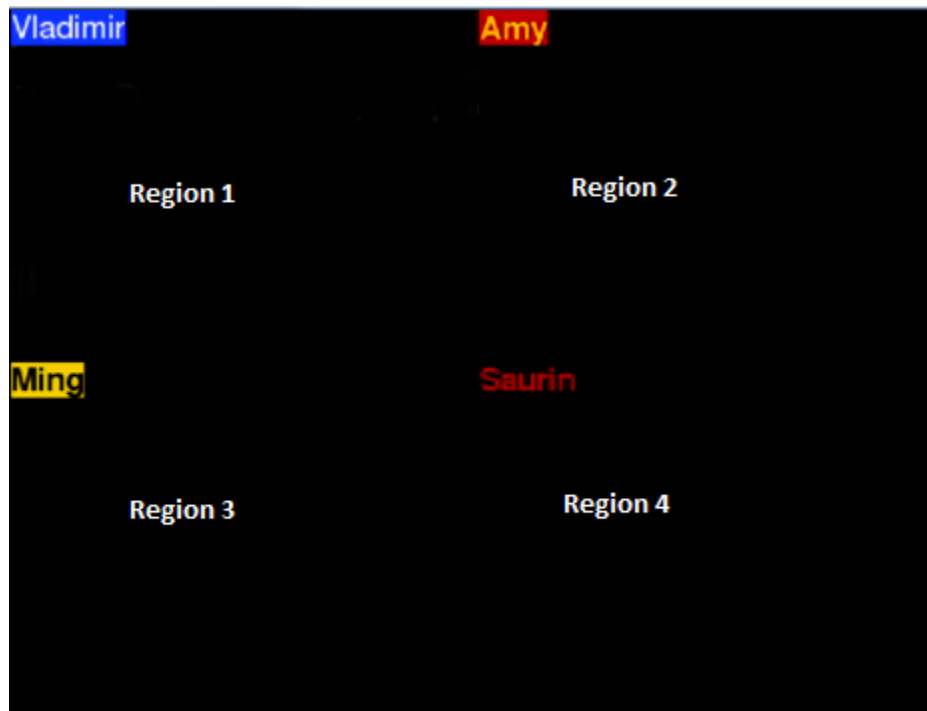 Vladimir
Amy
Region 1
Region 2
Ming
Saurin
Region 3
Region 4